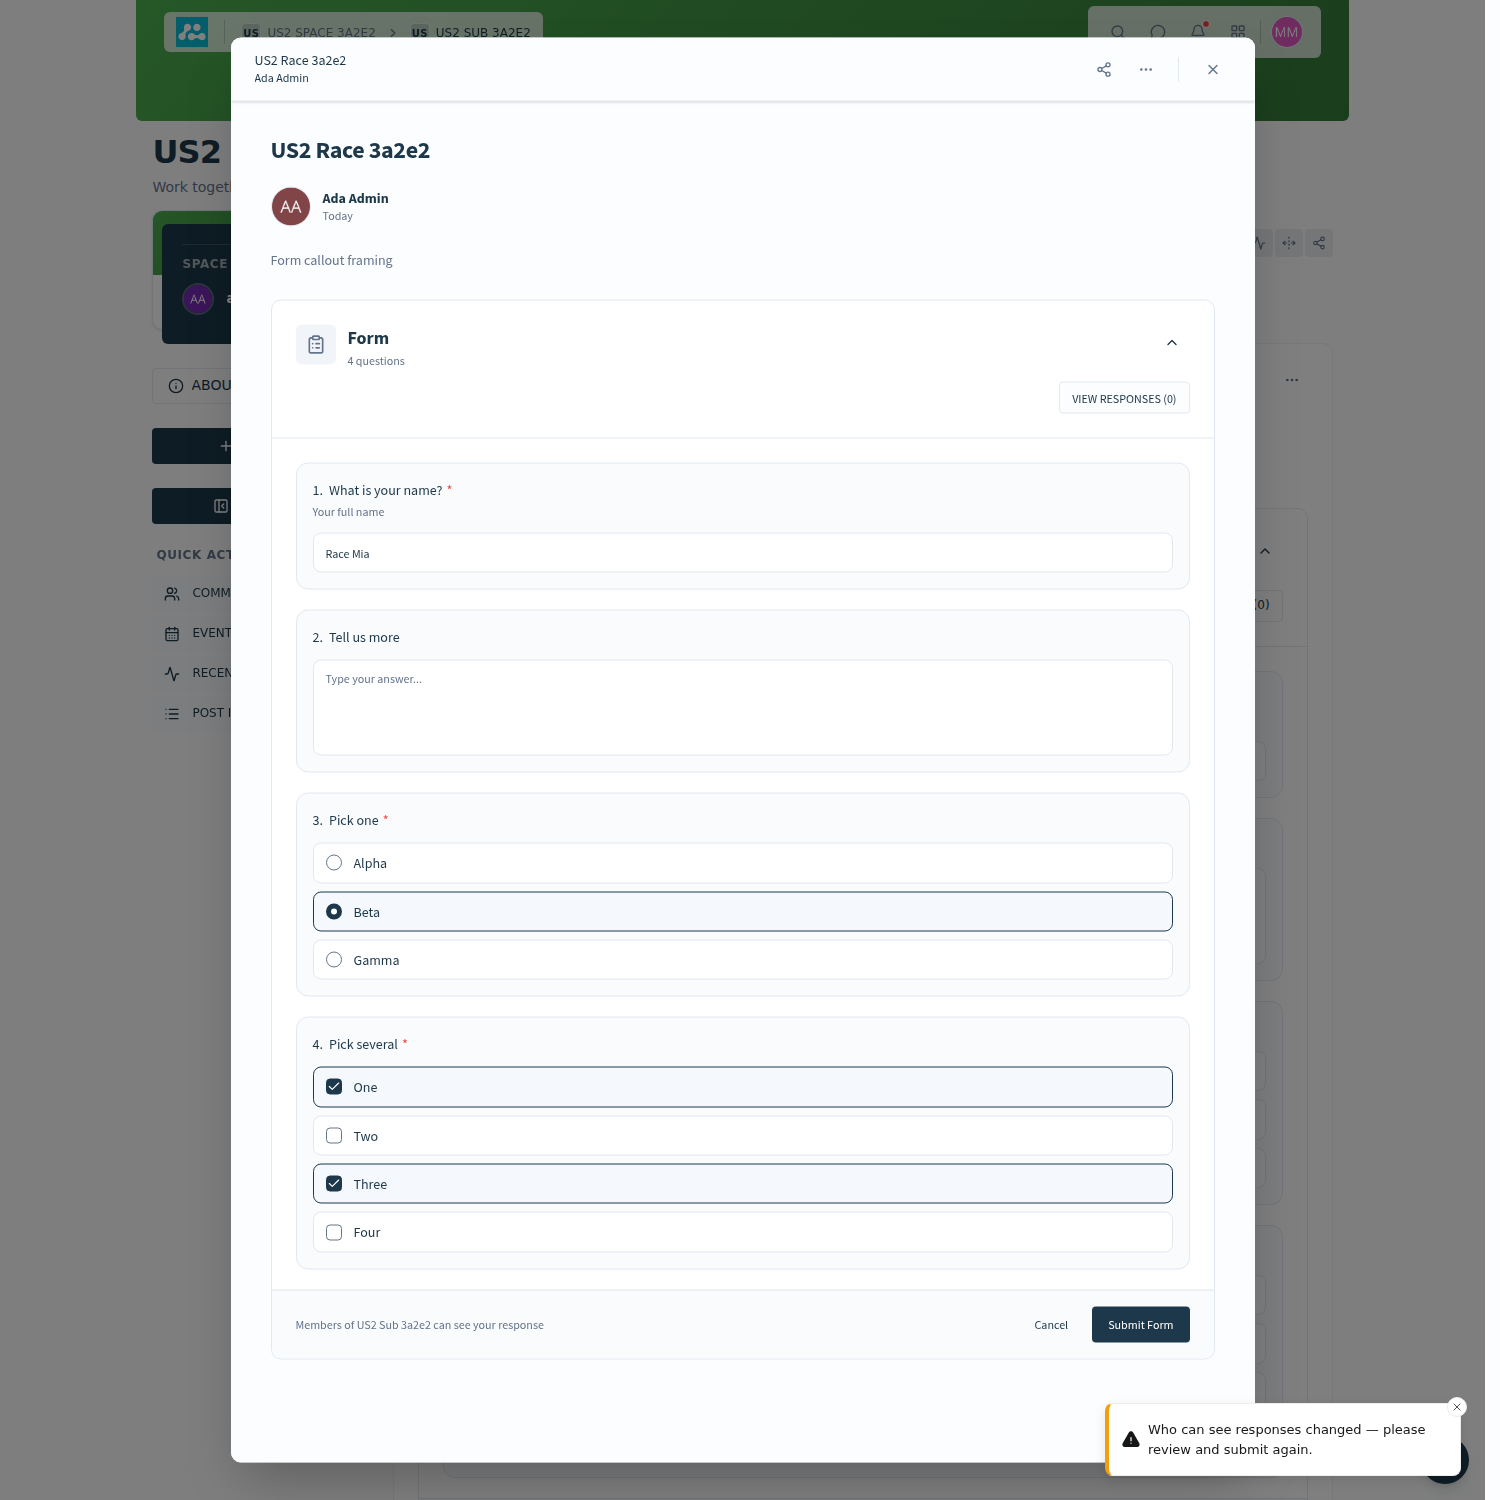 US US2 SPACE 3A2E2 > US US2 SUB 3A2E2
MM
US2 Race 3a2e2
Ada Admin
US2
Work toget
US2 Race 3a2e2
AA
Ada Admin
Today
Form callout framing
SPACE
AA
Form
4 questions
VIEW RESPONSES (0)
ABOU
QUICK ACT
COMM
EVENT
RECEN
POST
0)
1. What is your name? *
Your full name
Race Mia
2. Tell us more
Type your answer...
3. Pick one *
Alpha
Beta
Gamma
4. Pick several *
One
Two
Three
Four
Members of US2 Sub 3a2e2 can see your response
Cancel
Submit Form
Who can see responses changed — please
review and submit again.